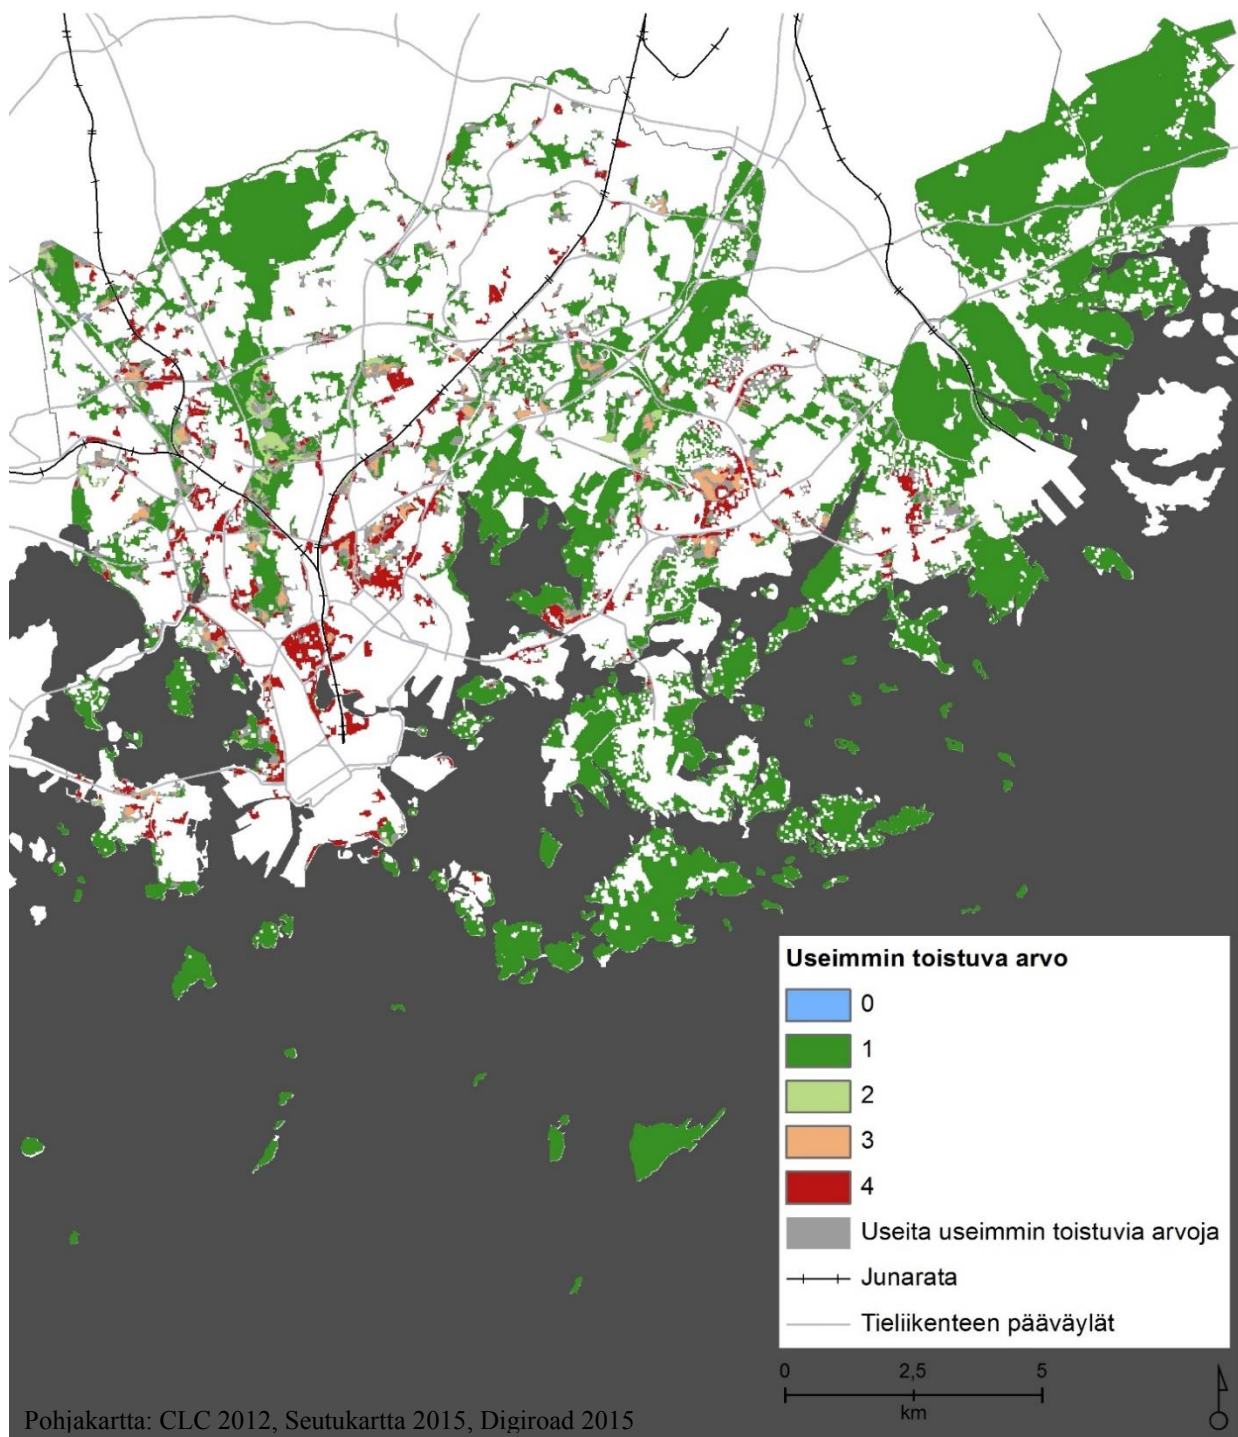 Useimmin toistuva arvo
0
1
2
3
4
Useita useimmin toistuvia arvoja
Junarata
Tieliikenteen pääväylät
0 2,5 5
km
Pohjakartta: CLC 2012, Seutukartta 2015, Digiroad 2015